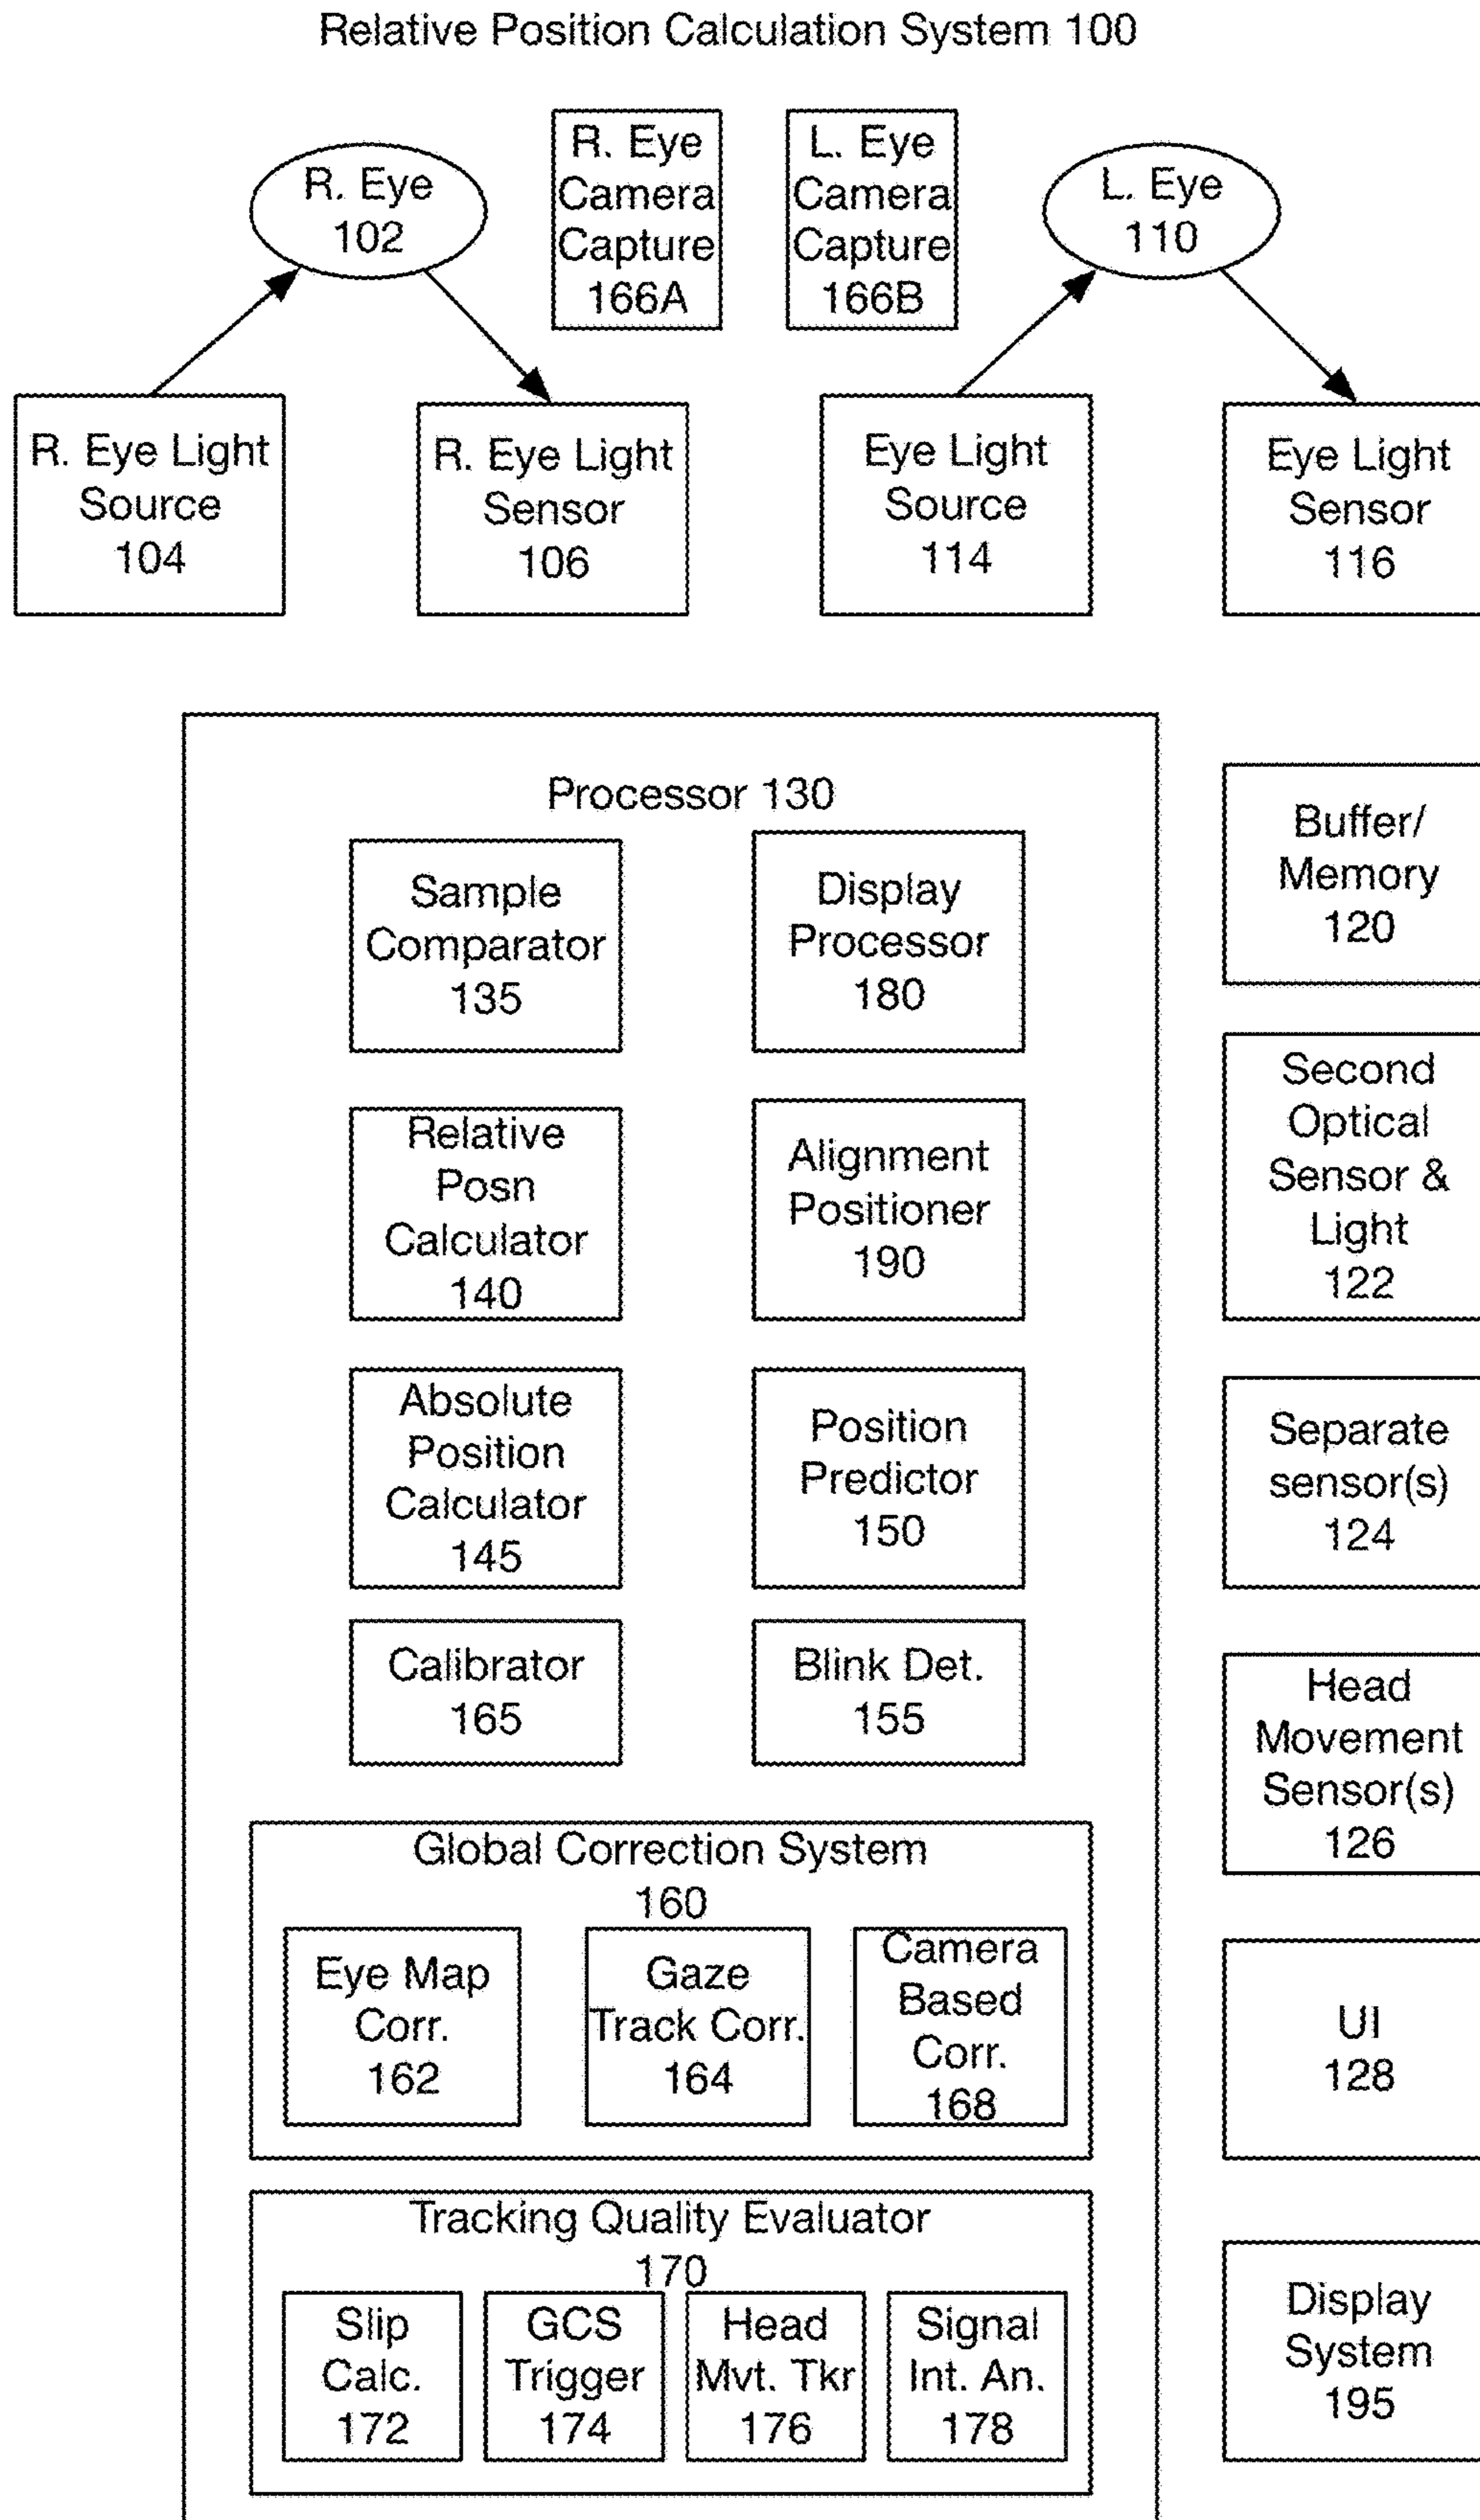 Relative Position Calculation System 100
R. Eye
102
R. Eye
Camera
Capture
166A
L. Eye
Camera
Capture
166B
L. Eye
110
R. Eye Light
Source
104
R. Eye Light
Sensor
106
Eye Light
Source
114
Eye Light
Sensor
116
Processor 130
Sample
Comparator
135
Display
Processor
180
Relative
Posn
Calculator
140
Alignment
Positioner
190
Absolute
Position
Calculator
145
Position
Predictor
150
Calibrator
165
Blink Det.
155
Global Correction System
160
Eye Map
Corr.
162
Gaze
Track Corr.
164
Camera
Based
Corr.
168
Tracking Quality Evaluator
170
Slip
Calc.
172
GCS
Trigger
174
Head
Mvt. Tkr
176
Signal
Int. An.
178
Buffer/
Memory
120
Second
Optical
Sensor &
Light
122
Separate
sensor(s)
124
Head
Movement
Sensor(s)
126
UI
128
Display
System
195